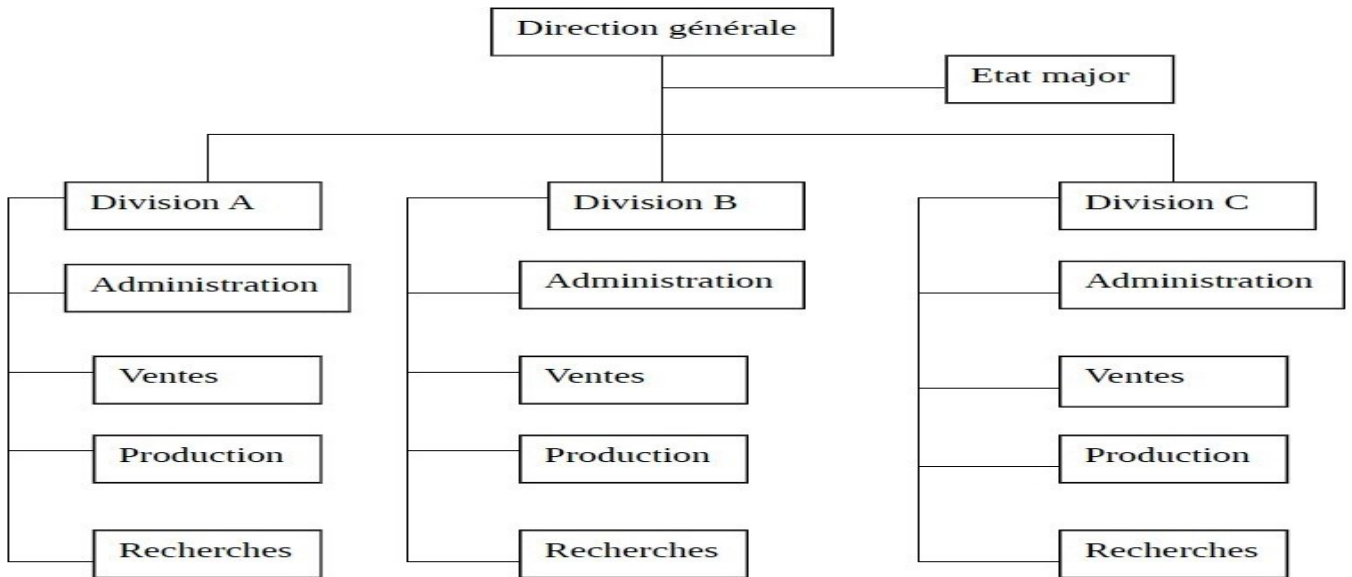 Direction générale
Etat major
Division A
Division B
Division C
Administration
Administration
Administration
Ventes
Ventes
Ventes
Production
Production
Production
Recherches
Recherches
Recherches